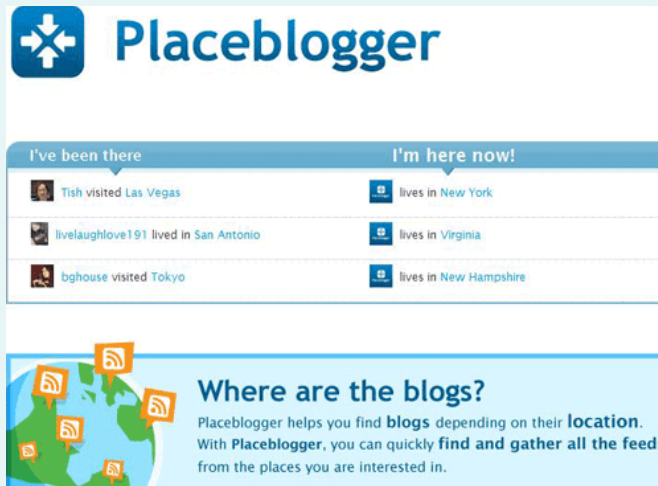 Placeblogger
I've been there
I'm here now!
Tish visited Las Vegas
lives in New York
livelaughlove191 lived in San Antonio
lives in Virginia
bghouse visited Tokyo
lives in New Hampshire
Where are the blogs?
Placeblogger helps you find blogs depending on their location.
With Placeblogger, you can quickly find and gather all the feed
from the places you are interested in.